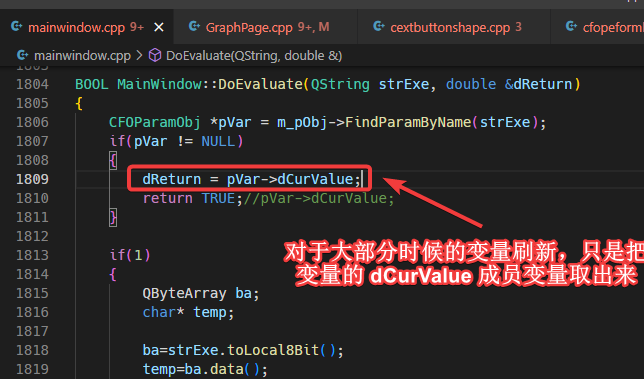 mainwindow.cpp 9+ × GraphPage.cpp 9+, M cextbuttonshape.cpp 3 cfopeforml
mainwindow.cpp > DoEvaluate(QString, double &)
1803
1804 BOOL MainWindow::DoEvaluate(QString strExe, double &dReturn)
1805 {
1806 CFOParamObj *pVar = m_pObj->FindParamByName(strExe);
1807 if(pVar != NULL)
1808 {
1809 dReturn = pVar->dCurValue;
1810 return TRUE;//pVar->dCurValue;
1811 }
1812
对于大部分时候的变量刷新，只是把
变量的 dCurValue 成员变量取出来
1813 if(1)
1814 {
1815 QByteArray ba;
1816 char* temp;
1817
1818 ba=strExe.toLocal8Bit();
1819 temp=ba.data();